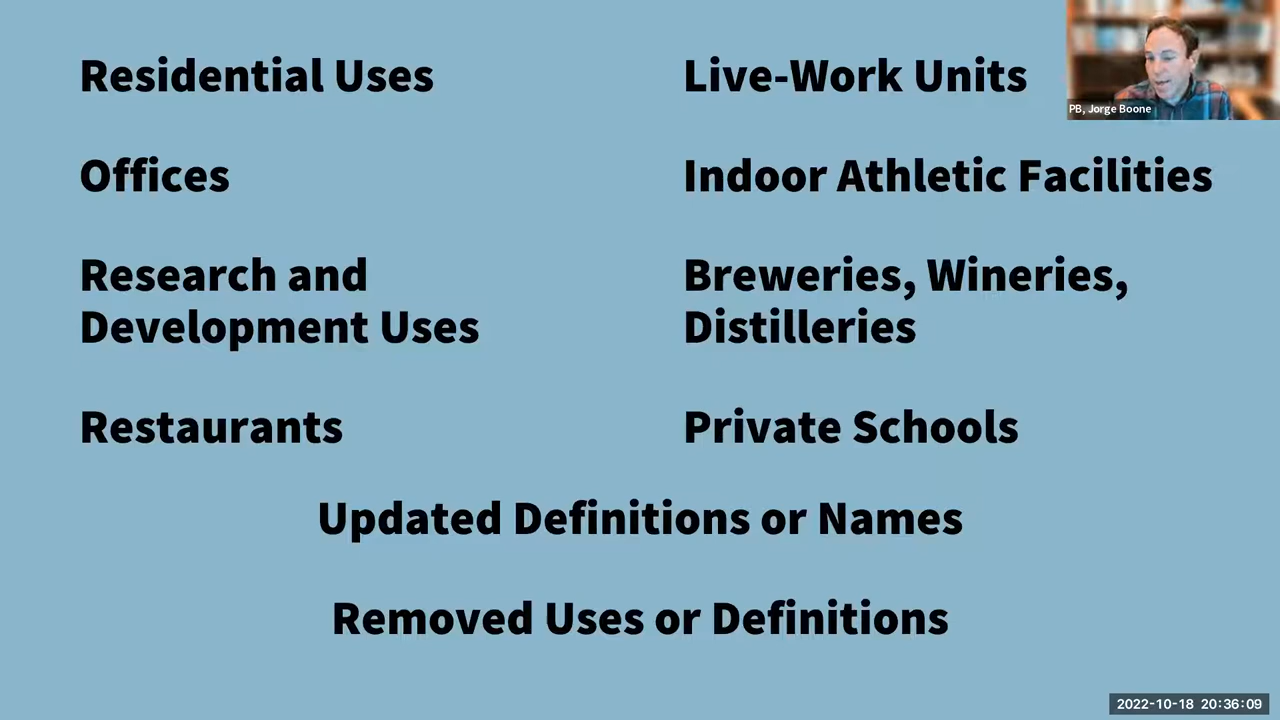 Residential Uses
Live-Work Units
PB, Jorge Boone
Offices
Indoor Athletic Facilities
Research and
Development Uses
Breweries, Wineries,
Distilleries
Restaurants
Private Schools
Updated Definitions or Names
Removed Uses or Definitions
2022-10-18 20:36:09